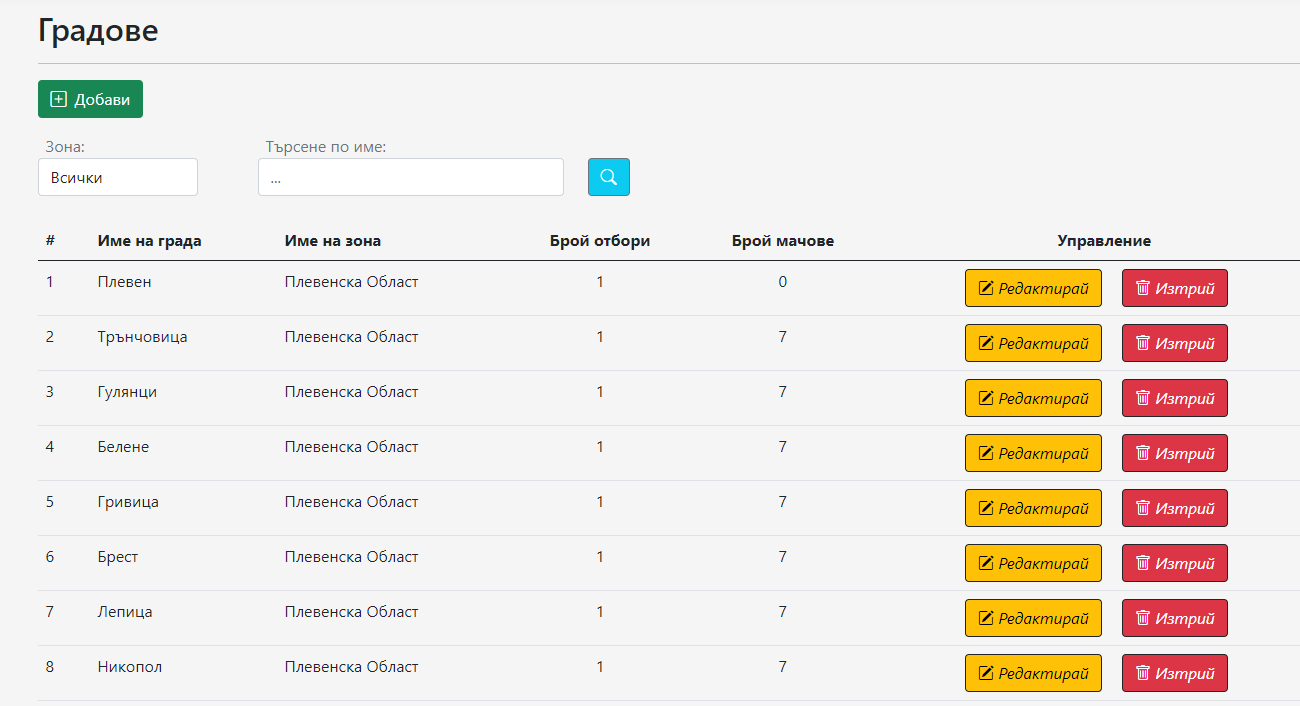 Градове
Добави
Зона: Търсене по име:
Всички ...
# Име на града Име на зона Брой отбори Брой мачове Управление
1 Плевен Плевенска Област 1 0 Редактирай Изтрий
2 Трънчовица Плевенска Област 1 7 Редактирай Изтрий
3 Гулянци Плевенска Област 1 7 Редактирай Изтрий
4 Белене Плевенска Област 1 7 Редактирай Изтрий
5 Гривица Плевенска Област 1 7 Редактирай Изтрий
6 Брест Плевенска Област 1 7 Редактирай Изтрий
7 Лепица Плевенска Област 1 7 Редактирай Изтрий
8 Никопол Плевенска Област 1 7 Редактирай Изтрий